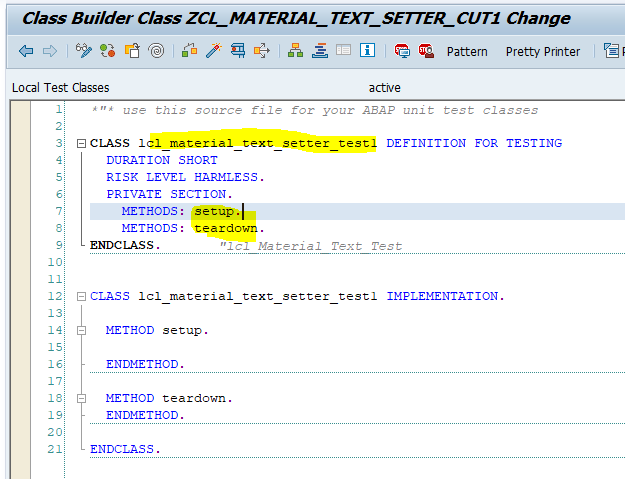 Class Builder Class ZCL_MATERIAL_TEXT_SETTER_CUT1 Change
Pattern Pretty Printer
Local Test Classes active
1 *"* use this source file for your ABAP unit test classes
2
3 CLASS lcl_material_text_setter_test1 DEFINITION FOR TESTING
4 DURATION SHORT
5 RISK LEVEL HARMLESS.
6 PRIVATE SECTION.
7 METHODS: setup.
8 METHODS: teardown.
9 ENDCLASS. "lcl_Material_Text_Test
10
11
12 CLASS lcl_material_text_setter_test1 IMPLEMENTATION.
13
14 METHOD setup.
15
16 ENDMETHOD.
17
18 METHOD teardown.
19 ENDMETHOD.
20
21 ENDCLASS.